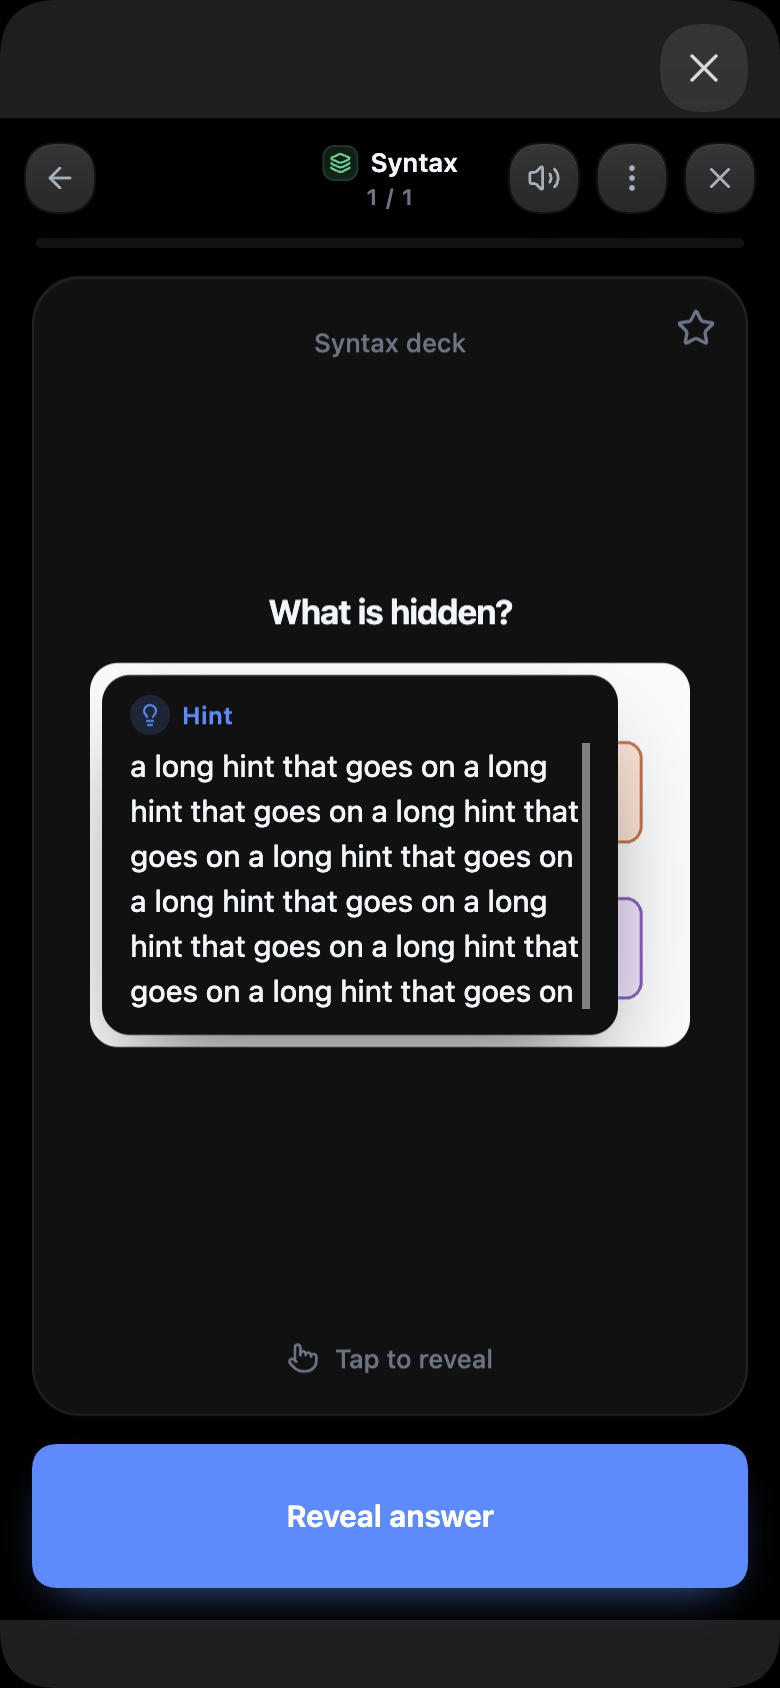 Syntax
1 / 1
Syntax deck
What is hidden?
Hint
a long hint that goes on a long
hint that goes on a long hint that
goes on a long hint that goes on
a long hint that goes on a long
hint that goes on a long hint that
goes on a long hint that goes on
Tap to reveal
Reveal answer